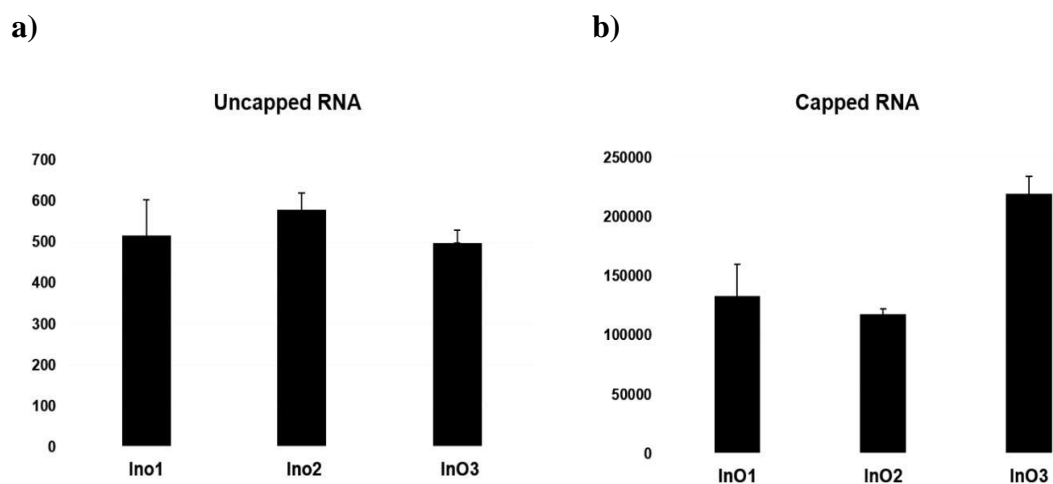 a)
b)
Uncapped RNA
700
600
500
400
300
200
100
0
Ino1 Ino2 InO3
Capped RNA
250000
200000
150000
100000
50000
0
InO1 InO2 InO3